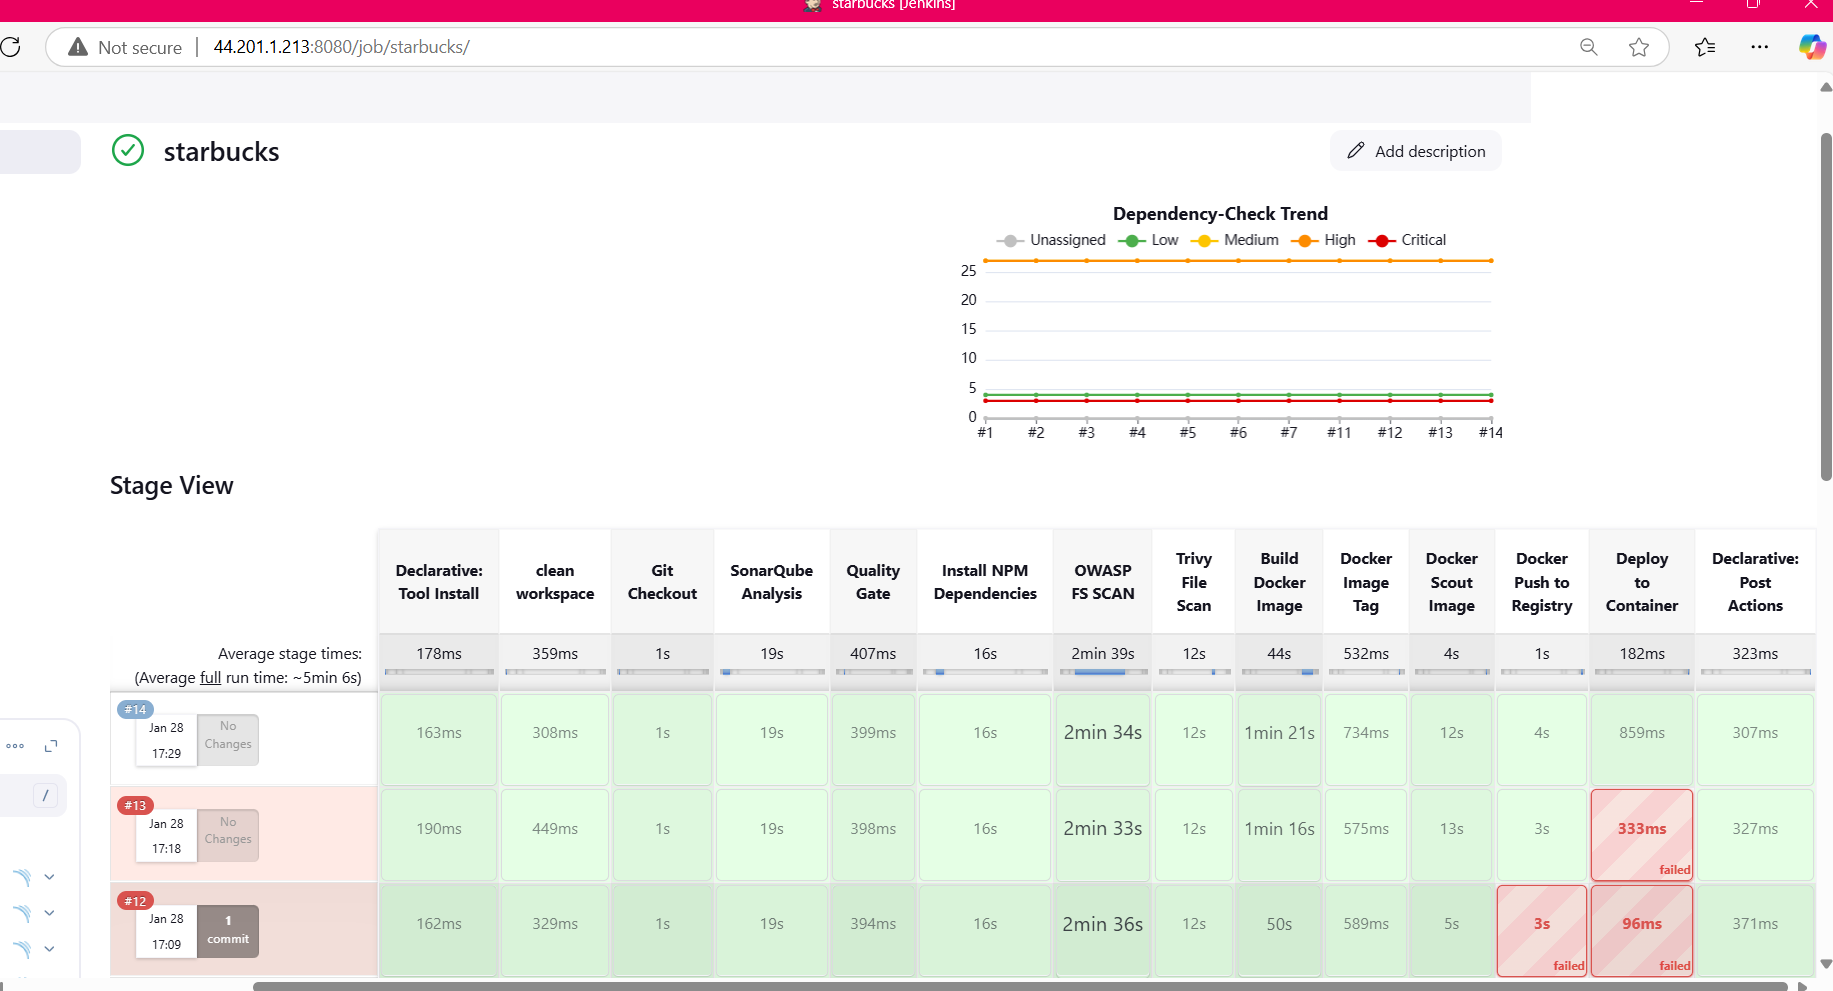 starbucks [Jenkins]
Not secure
44.201.1.213:8080/job/starbucks/
starbucks
Add description
Dependency-Check Trend
Unassigned Low Medium High Critical
25
20
15
10
5
0
#1 #2 #3 #4 #5 #6 #7 #11 #12 #13 #14
Stage View
Declarative: Tool Install
clean workspace
Git Checkout
SonarQube Analysis
Quality Gate
Install NPM Dependencies
OWASP FS SCAN
Trivy File Scan
Build Docker Image
Docker Image Tag
Docker Scout Image
Docker Push to Registry
Deploy to Container
Declarative: Post Actions
Average stage times:
(Average full run time: ~5min 6s)
178ms 359ms 1s 19s 407ms 16s 2min 39s 12s 44s 532ms 4s 1s 182ms 323ms
#14
Jan 28
17:29
No
Changes
163ms 308ms 1s 19s 399ms 16s 2min 34s 12s 1min 21s 734ms 12s 4s 859ms 307ms
/
#13
Jan 28
17:18
No
Changes
190ms 449ms 1s 19s 398ms 16s 2min 33s 12s 1min 16s 575ms 13s 3s 333ms 327ms
failed
#12
Jan 28
17:09
1
commit
162ms 329ms 1s 19s 394ms 16s 2min 36s 12s 50s 589ms 5s 3s 96ms 371ms
failed failed